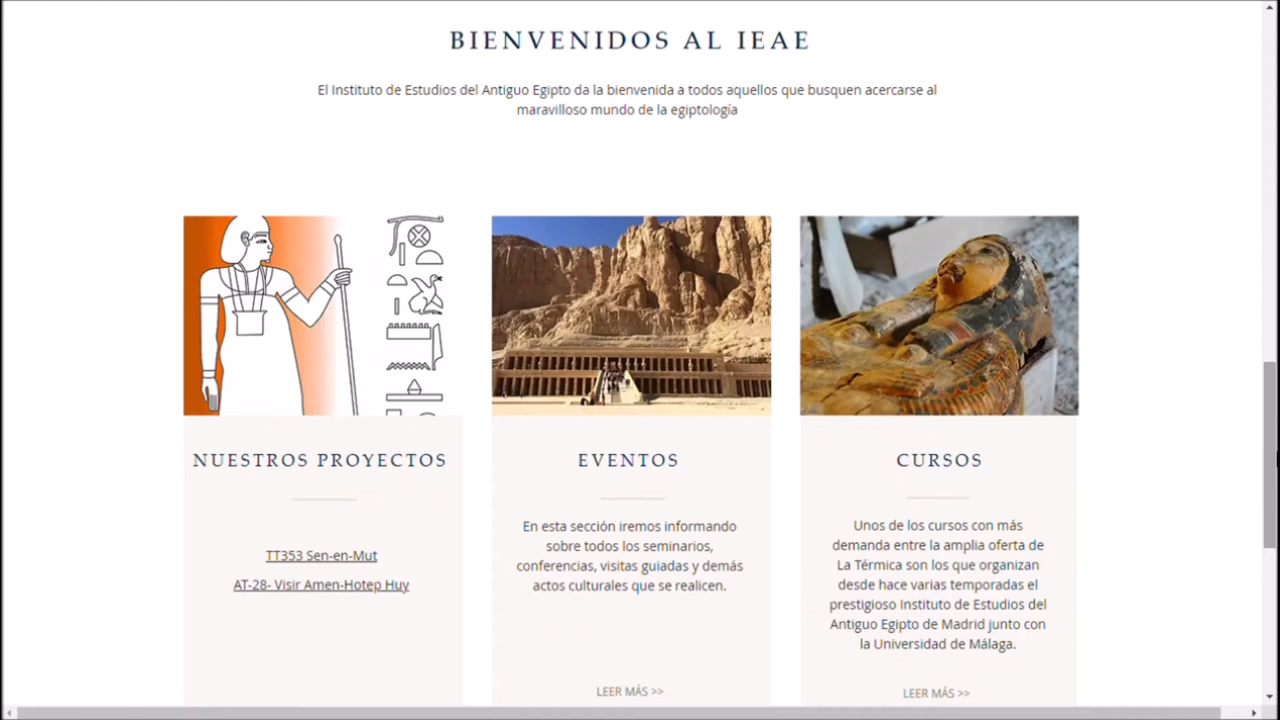 BIENVENIDOS AL IEAE
El Instituto de Estudios del Antiguo Egipto da la bienvenida a todos aquellos que busquen acercarse al
maravilloso mundo de la egiptología
NUESTROS PROYECTOS
TT353 Sen-en-Mut
AT-28- Visir Amen-Hotep Huy
EVENTOS
En esta sección iremos informando
sobre todos los seminarios,
conferencias, visitas guiadas y demás
actos culturales que se realicen.
LEER MÁS >>
CURSOS
Unos de los cursos con más
demanda entre la amplia oferta de
La Térmica son los que organizan
desde hace varias temporadas el
prestigioso Instituto de Estudios del
Antiguo Egipto de Madrid junto con
la Universidad de Málaga.
LEER MÁS >>